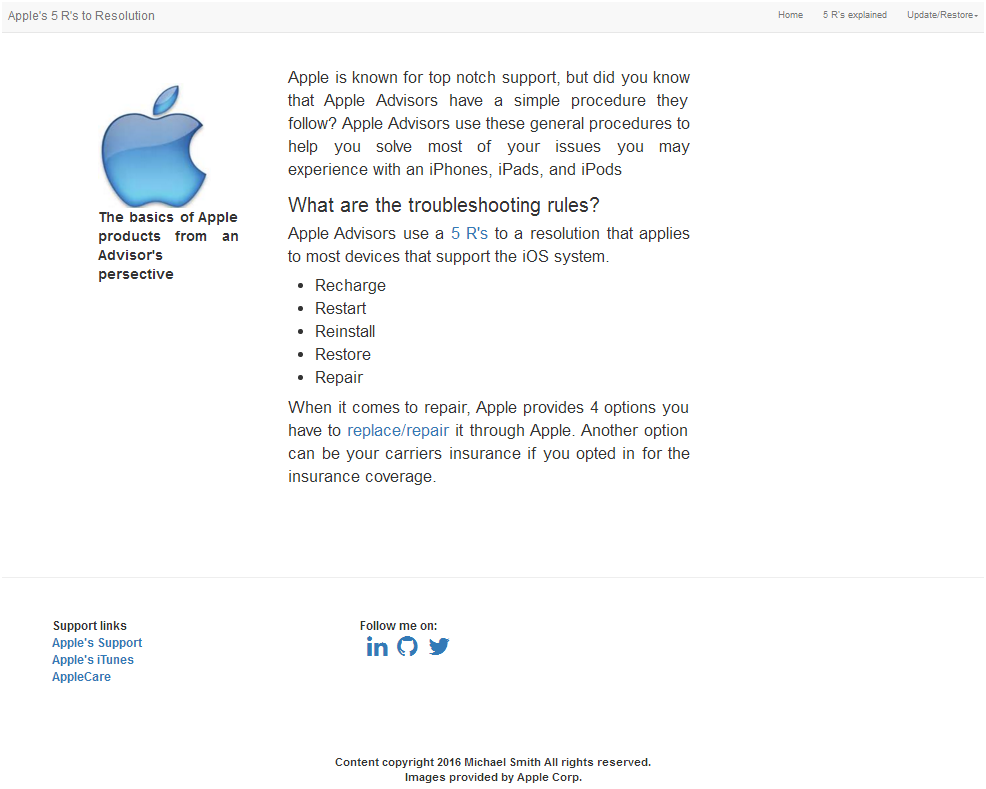 Apple's 5 R's to Resolution
Home
5 R's explained
Update/Restore
The basics of Apple
products from an
Advisor's
persective
Apple is known for top notch support, but did you know
that Apple Advisors have a simple procedure they
follow? Apple Advisors use these general procedures to
help you solve most of your issues you may
experience with an iPhones, iPads, and iPods
What are the troubleshooting rules?
Apple Advisors use a 5 R's to a resolution that applies
to most devices that support the iOS system.
• Recharge
• Restart
• Reinstall
• Restore
• Repair
When it comes to repair, Apple provides 4 options you
have to replace/repair it through Apple. Another option
can be your carriers insurance if you opted in for the
insurance coverage.
Support links
Apple's Support
Apple's iTunes
AppleCare
Follow me on:
in
Content copyright 2016 Michael Smith All rights reserved.
Images provided by Apple Corp.